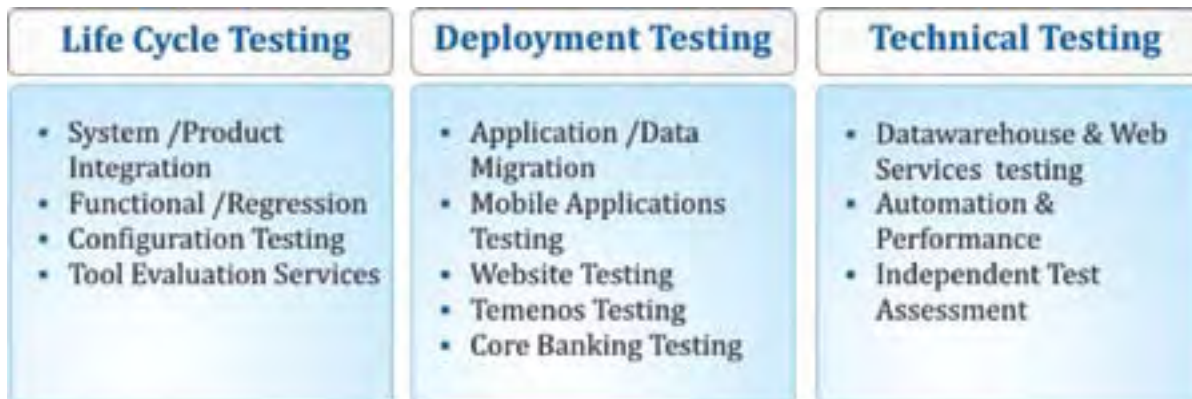 Life Cycle Testing
• System /Product
Integration
• Functional /Regression
• Configuration Testing
• Tool Evaluation Services
Deployment Testing
• Application /Data
Migration
• Mobile Applications
Testing
• Website Testing
• Temenos Testing
• Core Banking Testing
Technical Testing
• Datawarehouse & Web
Services testing
• Automation &
Performance
• Independent Test
Assessment